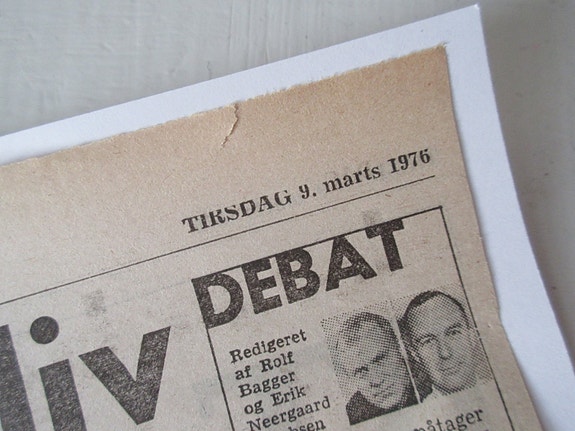 TIRSDAG 9. marts 1976
DEBAT
liv
Redigeret
af Rolf
Bagger
og Erik
Neergaard